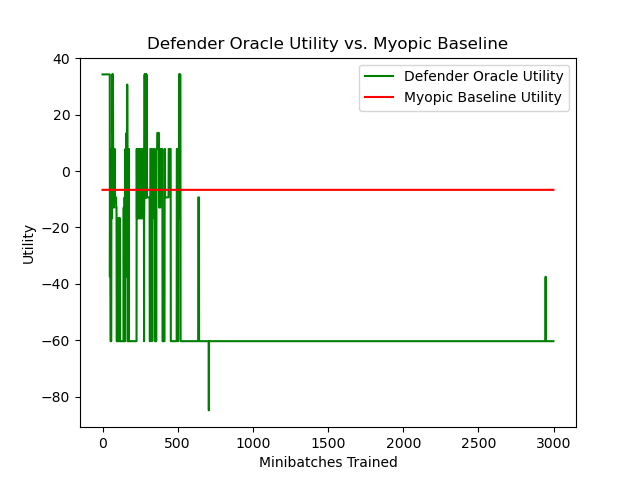 Defender Oracle Utility vs. Myopic Baseline
Defender Oracle Utility
Myopic Baseline Utility
40
20
0
−20
−40
−60
−80
Utility
0
500
1000
1500
2000
2500
3000
Minibatches Trained